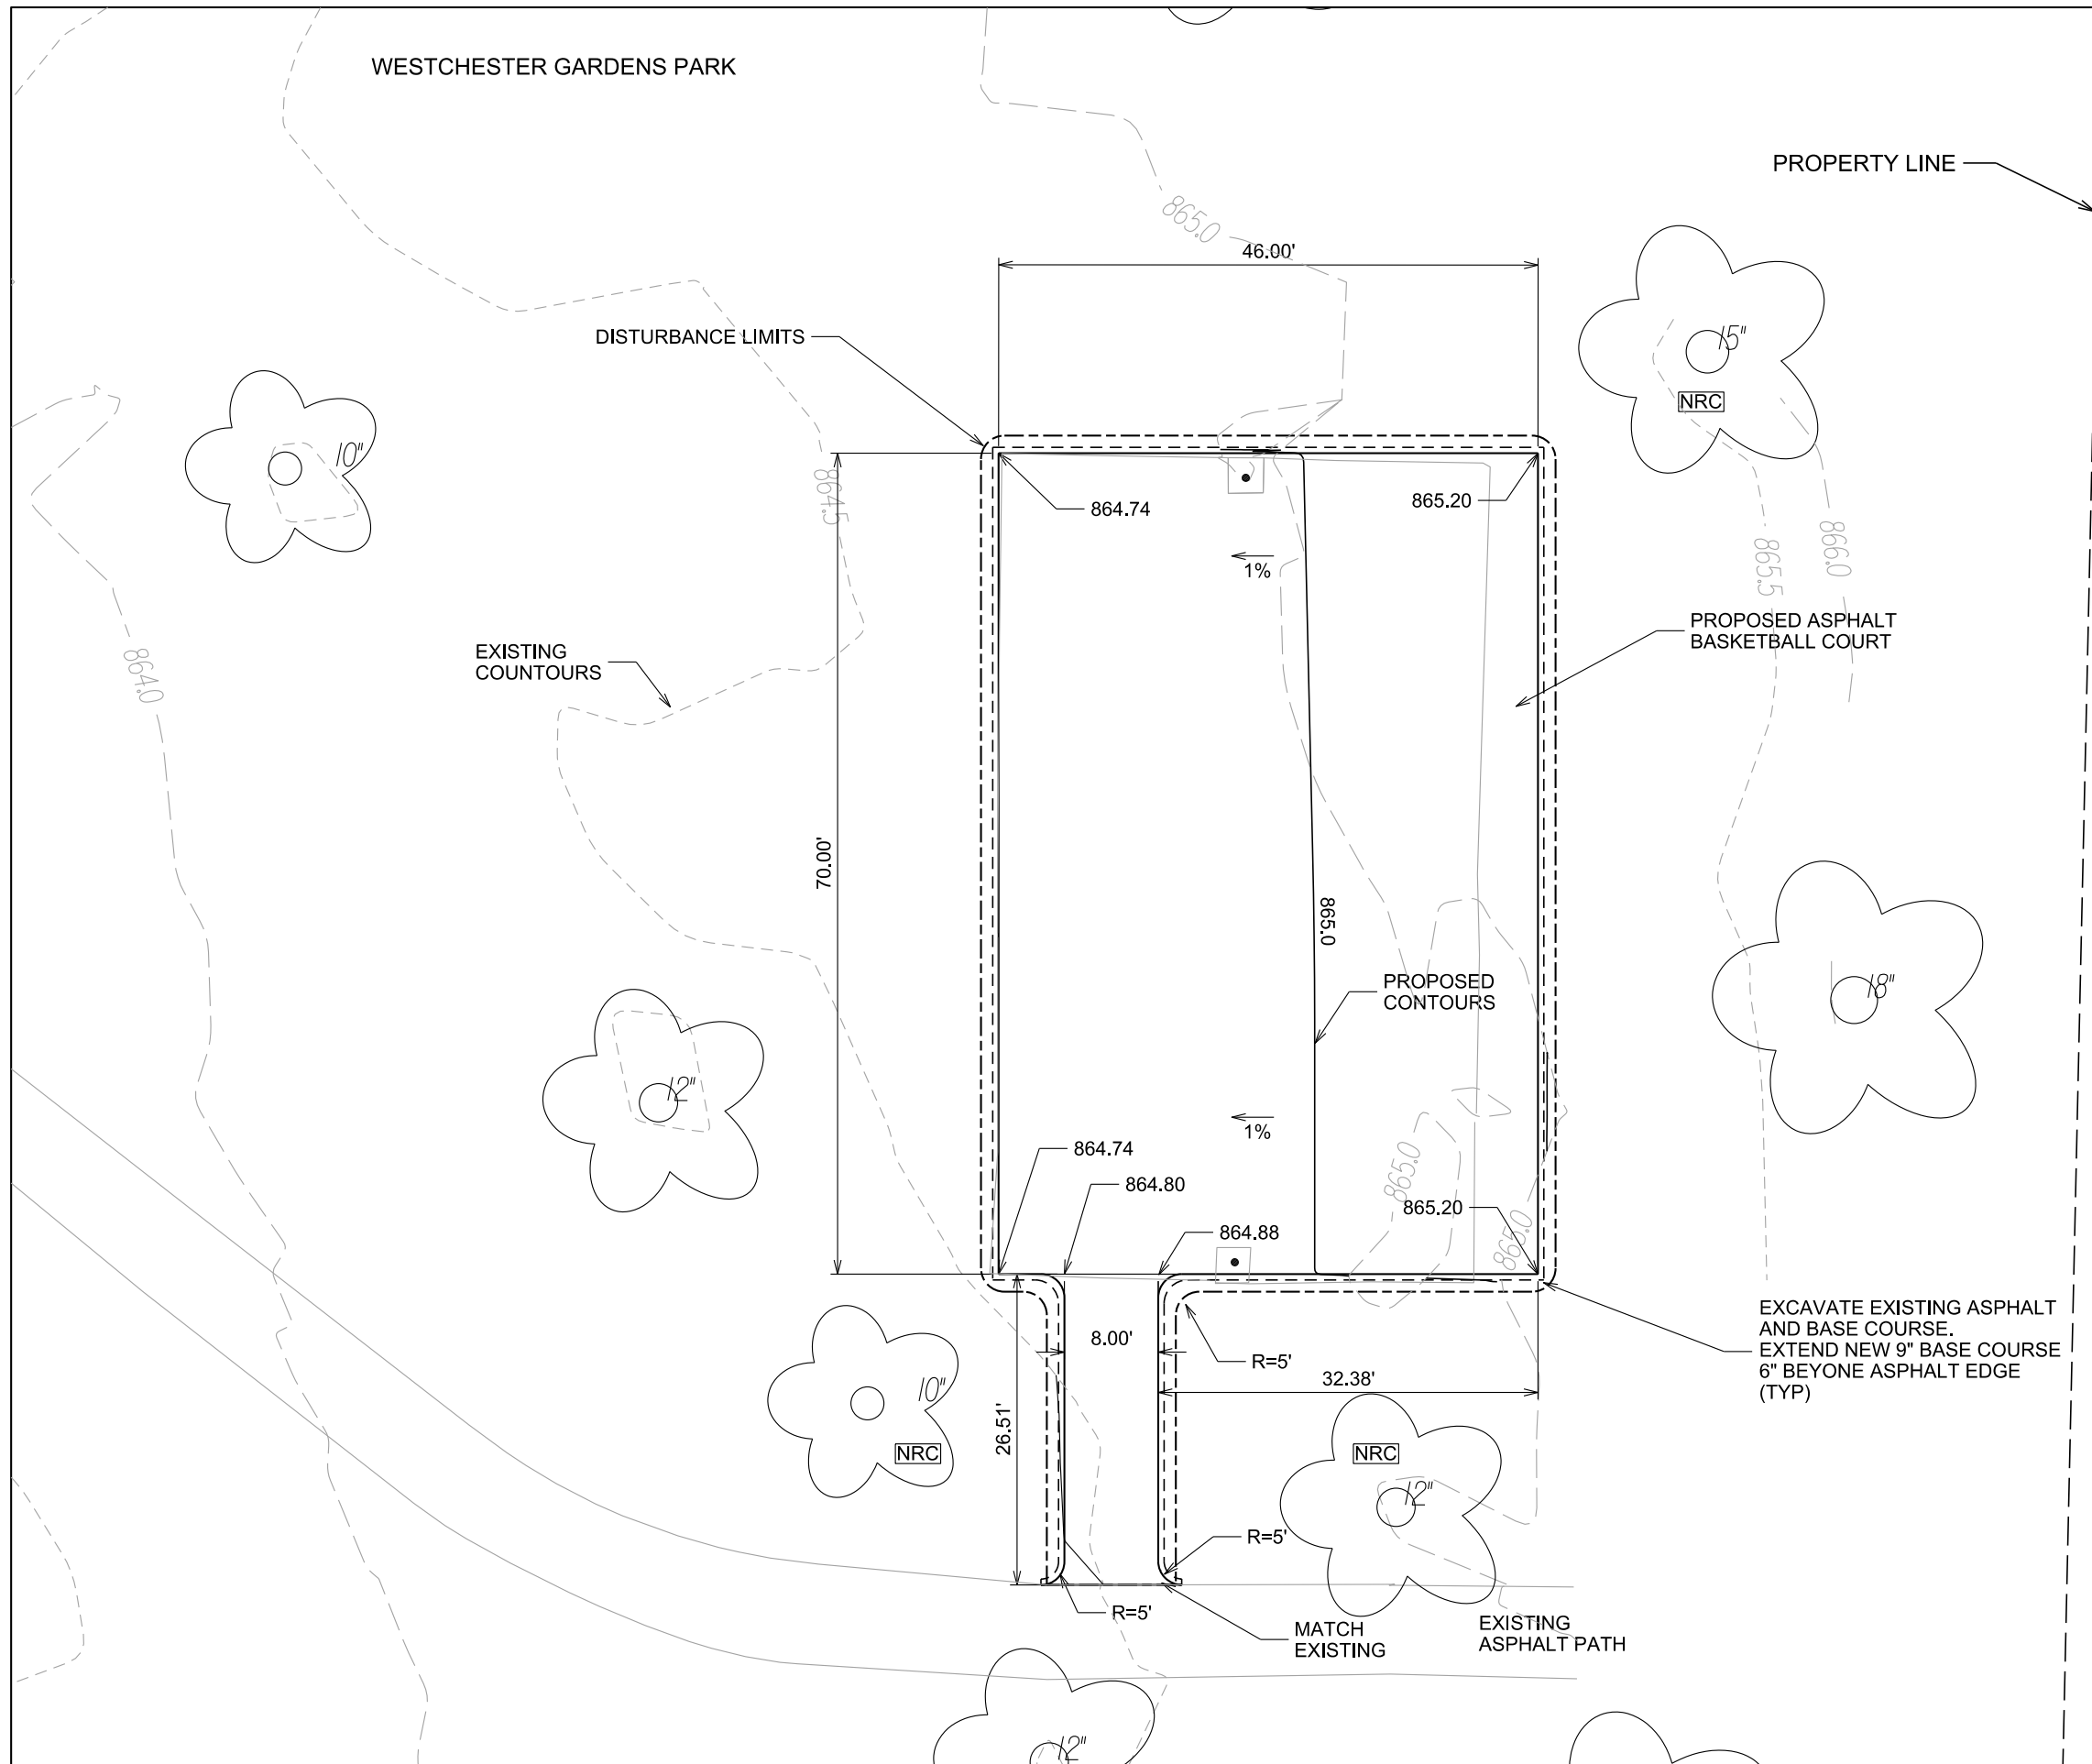 WESTCHESTER GARDENS PARK
PROPERTY LINE
865.0
46.00'
DISTURBANCE LIMITS
15"
NRC
10"
864.5
864.74
865.20
866.0
865.5
1%
PROPOSED ASPHALT
BASKETBALL COURT
EXISTING
COUNTOURS
864.0
70.00'
865.0
PROPOSED
CONTOURS
18"
12"
1%
864.74
865.0
864.80
865.20
864.88
865.0
EXCAVATE EXISTING ASPHALT
AND BASE COURSE.
EXTEND NEW 9" BASE COURSE
6" BEYONE ASPHALT EDGE
(TYP)
8.00'
R=5'
32.38'
10"
NRC
26.51'
NRC
12"
R=5'
R=5'
MATCH
EXISTING
EXISTING
ASPHALT PATH
12"